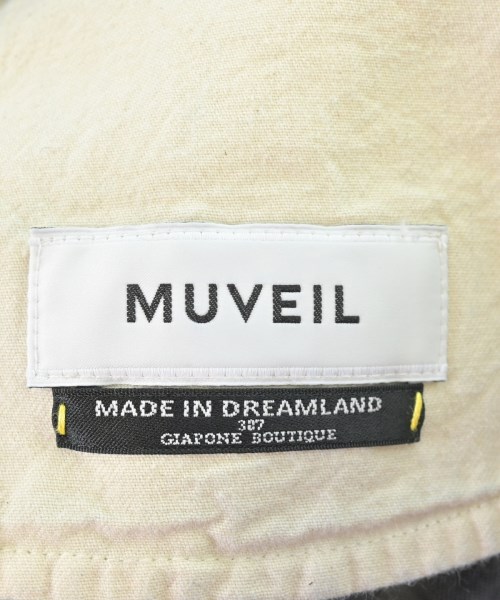 MUVEIL
MADE IN DREAMLAND
387
GIAPONE BOUTIQUE